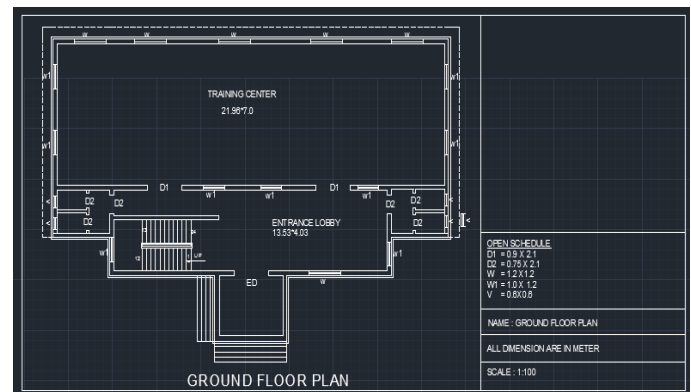 W W W W W
W1 W1
TRAINING CENTER
21.96*7.0
W1 W1
D1 W1 W1 D1 W1
D2 D2 D2 D2
D2 D2
V V V V
ENTRANCE LOBBY
13.53*4.03
W1 UP W1
ED W
GROUND FLOOR PLAN
OPEN SCHEDULE
D1 = 0.9 X 2.1
D2 = 0.75 X 2.1
W = 1.2 X1.2
W1 = 1.0 X 1.2
V = 0.6X0.6
NAME : GROUND FLOOR PLAN
ALL DIMENSION ARE IN METER
SCALE : 1:100